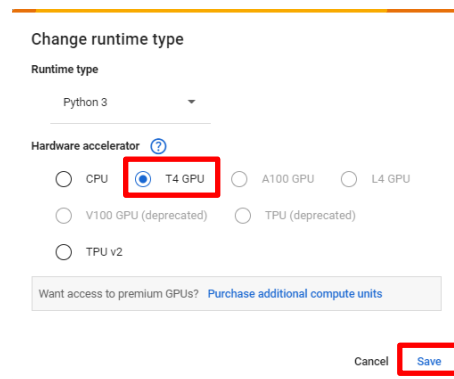 Change runtime type
Runtime type
Python 3
Hardware accelerator ?
CPU T4 GPU A100 GPU L4 GPU
V100 GPU (deprecated) TPU (deprecated)
TPU v2
Want access to premium GPUs? Purchase additional compute units
Cancel Save